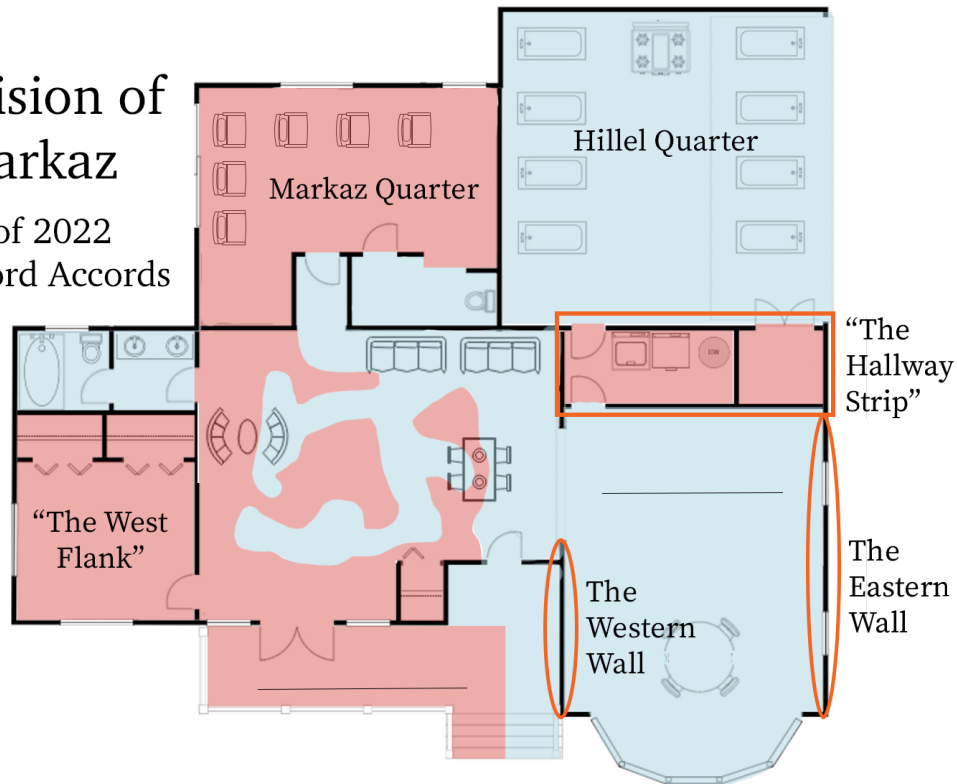 ision of
arkaz
of 2022
ord Accords
Markaz Quarter
Hillel Quarter
“The
Hallway
Strip”
“The West
Flank”
The
Western
Wall
The
Eastern
Wall